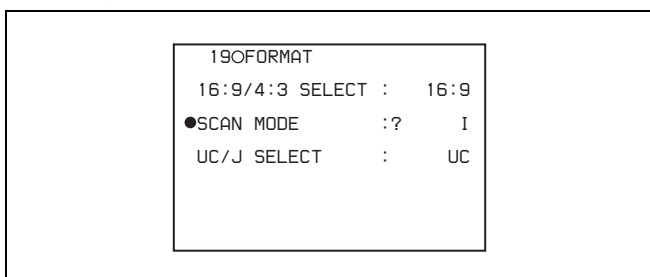 19○FORMAT
16:9/4:3 SELECT : 16:9
●SCAN MODE :? I
UC/J SELECT : UC